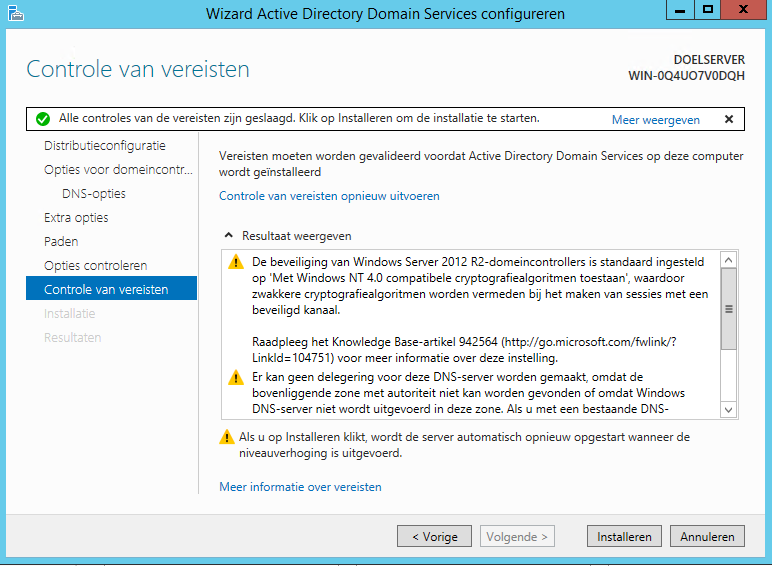 Wizard Active Directory Domain Services configureren
Controle van vereisten
DOELSERVER
WIN-0Q4UO7V0DQH
Alle controles van de vereisten zijn geslaagd. Klik op Installeren om de installatie te starten.
Meer weergeven
Distributieconfiguratie
Opties voor domeincontr...
DNS-opties
Extra opties
Paden
Opties controleren
Controle van vereisten
Installatie
Resultaten
Vereisten moeten worden gevalideerd voordat Active Directory Domain Services op deze computer
wordt geïnstalleerd
Controle van vereisten opnieuw uitvoeren
Resultaat weergeven
De beveiliging van Windows Server 2012 R2-domeincontrollers is standaard ingesteld
op 'Met Windows NT 4.0 compatibele cryptografiealgoritmen toestaan', waardoor
zwakkere cryptografiealgoritmen worden vermeden bij het maken van sessies met een
beveiligd kanaal.
Raadpleeg het Knowledge Base-artikel 942564 (http://go.microsoft.com/fwlink/?
LinkId=104751) voor meer informatie over deze instelling.
Er kan geen delegering voor deze DNS-server worden gemaakt, omdat de
bovenliggende zone met autoriteit niet kan worden gevonden of omdat Windows
DNS-server niet wordt uitgevoerd in deze zone. Als u met een bestaande DNS-
Als u op Installeren klikt, wordt de server automatisch opnieuw opgestart wanneer de
niveauverhoging is uitgevoerd.
Meer informatie over vereisten
< Vorige
Volgende >
Installeren
Annuleren